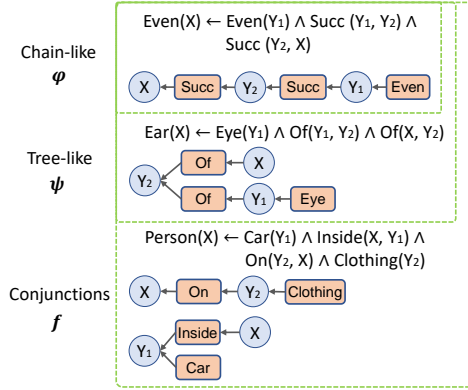 Even(X) ← Even(Y₁) ∧ Succ (Y₁, Y₂) ∧
Succ (Y₂, X)
Chain-like
φ
X Succ Y₂ Succ Y₁ Even
Ear(X) ← Eye(Y₁) ∧ Of(Y₁, Y₂) ∧ Of(X, Y₂)
Tree-like
ψ
Of X
Y₂
Of Y₁ Eye
Person(X) ← Car(Y₁) ∧ Inside(X, Y₁) ∧
On(Y₂, X) ∧ Clothing(Y₂)
Conjunctions
f
X On Y₂ Clothing
Inside X
Y₁
Car